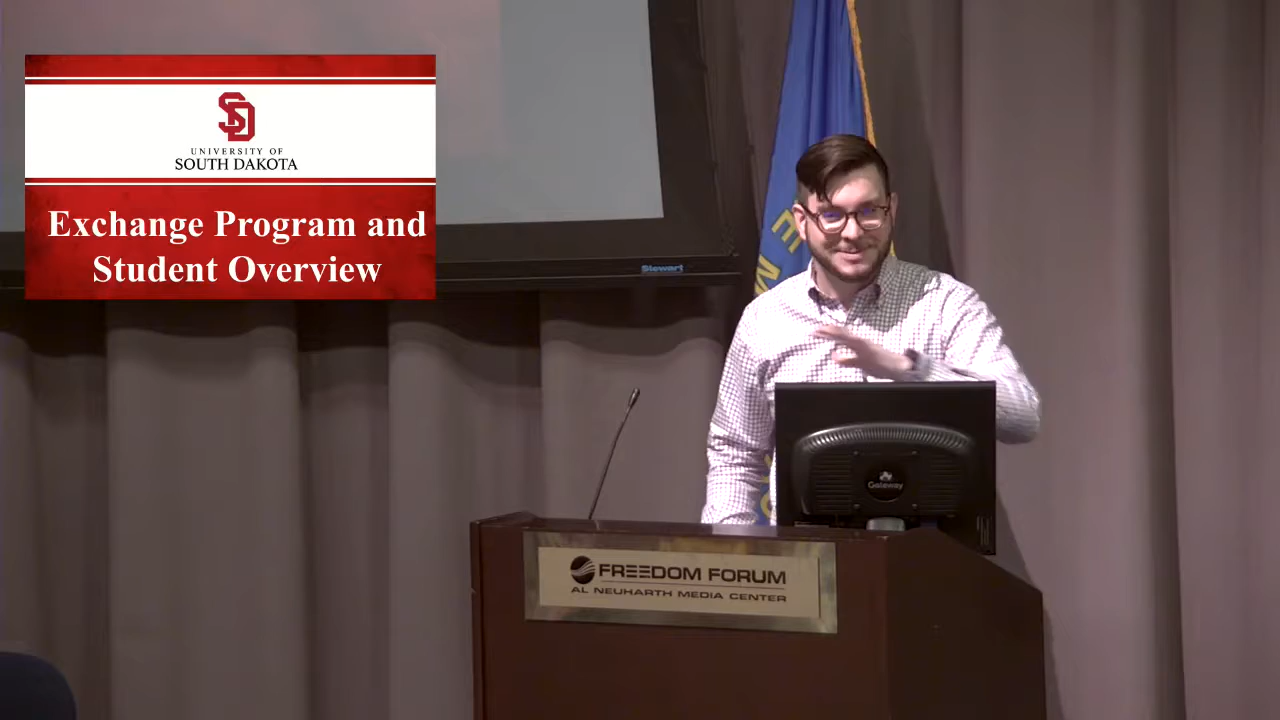 SD
UNIVERSITY OF
SOUTH DAKOTA
Exchange Program and
Student Overview
Stewart
Gateway
FREEDOM FORUM
AL NEUHARTH MEDIA CENTER